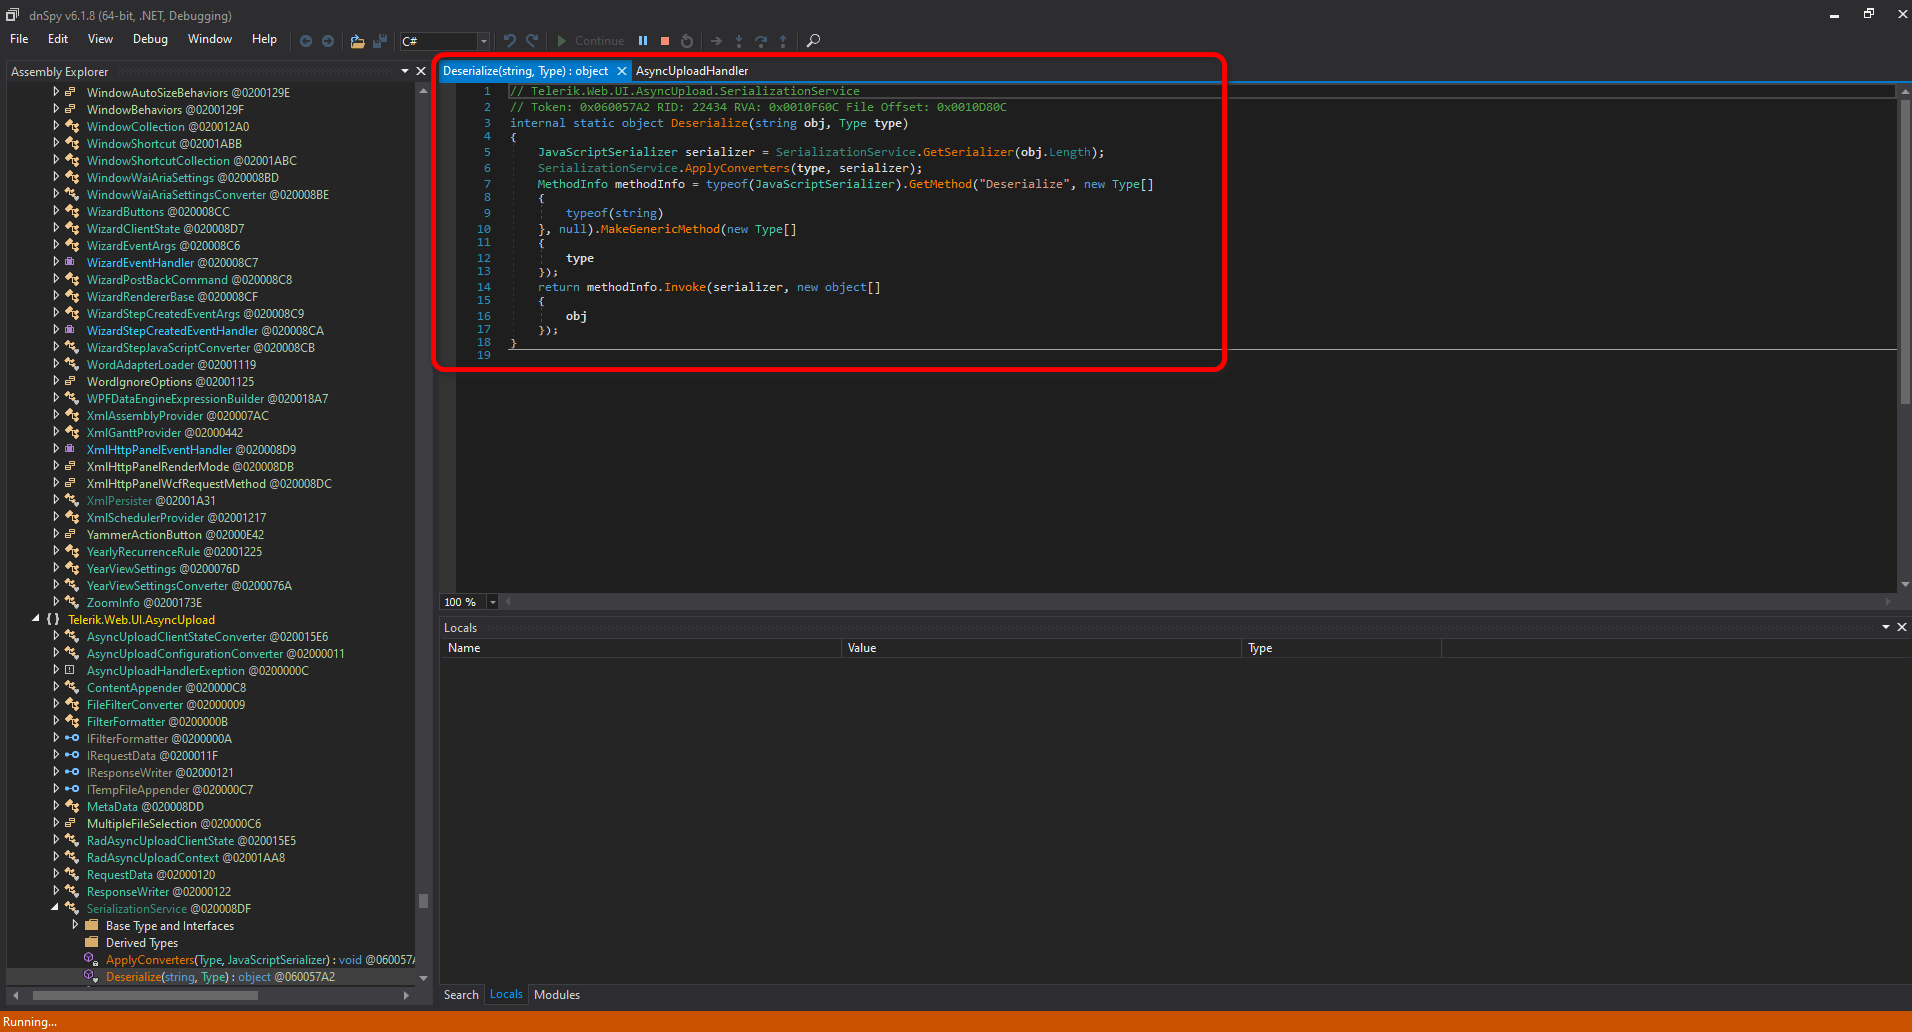 dnSpy v6.1.8 (64-bit, .NET, Debugging)
File Edit View Debug Window Help C# Continue
Assembly Explorer
WindowAutoSizeBehaviors @0200129E
WindowBehaviors @0200129F
WindowCollection @020012A0
WindowShortcut @02001ABB
WindowShortcutCollection @02001ABC
WindowWaiAriaSettings @020008BD
WindowWaiAriaSettingsConverter @020008BE
WizardButtons @020008CC
WizardClientState @020008D7
WizardEventArgs @020008C6
WizardEventHandler @020008C7
WizardPostBackCommand @020008C8
WizardRendererBase @020008CF
WizardStepCreatedEventArgs @020008C9
WizardStepCreatedEventHandler @020008CA
WizardStepJavaScriptConverter @020008CB
WordAdapterLoader @02001119
WordIgnoreOptions @02001125
WPFDataEngineExpressionBuilder @020018A7
XmlAssemblyProvider @020007AC
XmlGanttProvider @02000442
XmlHttpPanelEventHandler @020008D9
XmlHttpPanelRenderMode @020008DB
XmlHttpPanelWcfRequestMethod @020008DC
XmlPersister @02001A31
XmlSchedulerProvider @02001217
YammerActionButton @02000E42
YearlyRecurrenceRule @02001225
YearViewSettings @0200076D
YearViewSettingsConverter @0200076A
ZoomInfo @0200173E
{ } Telerik.Web.UI.AsyncUpload
AsyncUploadClientStateConverter @020015E6
AsyncUploadConfigurationConverter @02000011
AsyncUploadHandlerExeption @0200000C
ContentAppender @020000C8
FileFilterConverter @02000009
FilterFormatter @0200000B
IFilterFormatter @0200000A
IRequestData @0200011F
IResponseWriter @02000121
ITempFileAppender @020000C7
MetaData @020008DD
MultipleFileSelection @020000C6
RadAsyncUploadClientState @020015E5
RadAsyncUploadContext @02001AA8
RequestData @02000120
ResponseWriter @02000122
SerializationService @020008DF
Base Type and Interfaces
Derived Types
ApplyConverters(Type, JavaScriptSerializer) : void @060057A
Deserialize(string, Type) : object @060057A2
Deserialize(string, Type) : object AsyncUploadHandler
1 // Telerik.Web.UI.AsyncUpload.SerializationService
2 // Token: 0x060057A2 RID: 22434 RVA: 0x0010F60C File Offset: 0x0010D80C
3 internal static object Deserialize(string obj, Type type)
4 {
5 JavaScriptSerializer serializer = SerializationService.GetSerializer(obj.Length);
6 SerializationService.ApplyConverters(type, serializer);
7 MethodInfo methodInfo = typeof(JavaScriptSerializer).GetMethod("Deserialize", new Type[]
8 {
9 typeof(string)
10 }, null).MakeGenericMethod(new Type[]
11 {
12 type
13 });
14 return methodInfo.Invoke(serializer, new object[]
15 {
16 obj
17 });
18 }
19
100 %
Locals
Name Value Type
Search Locals Modules
Running...